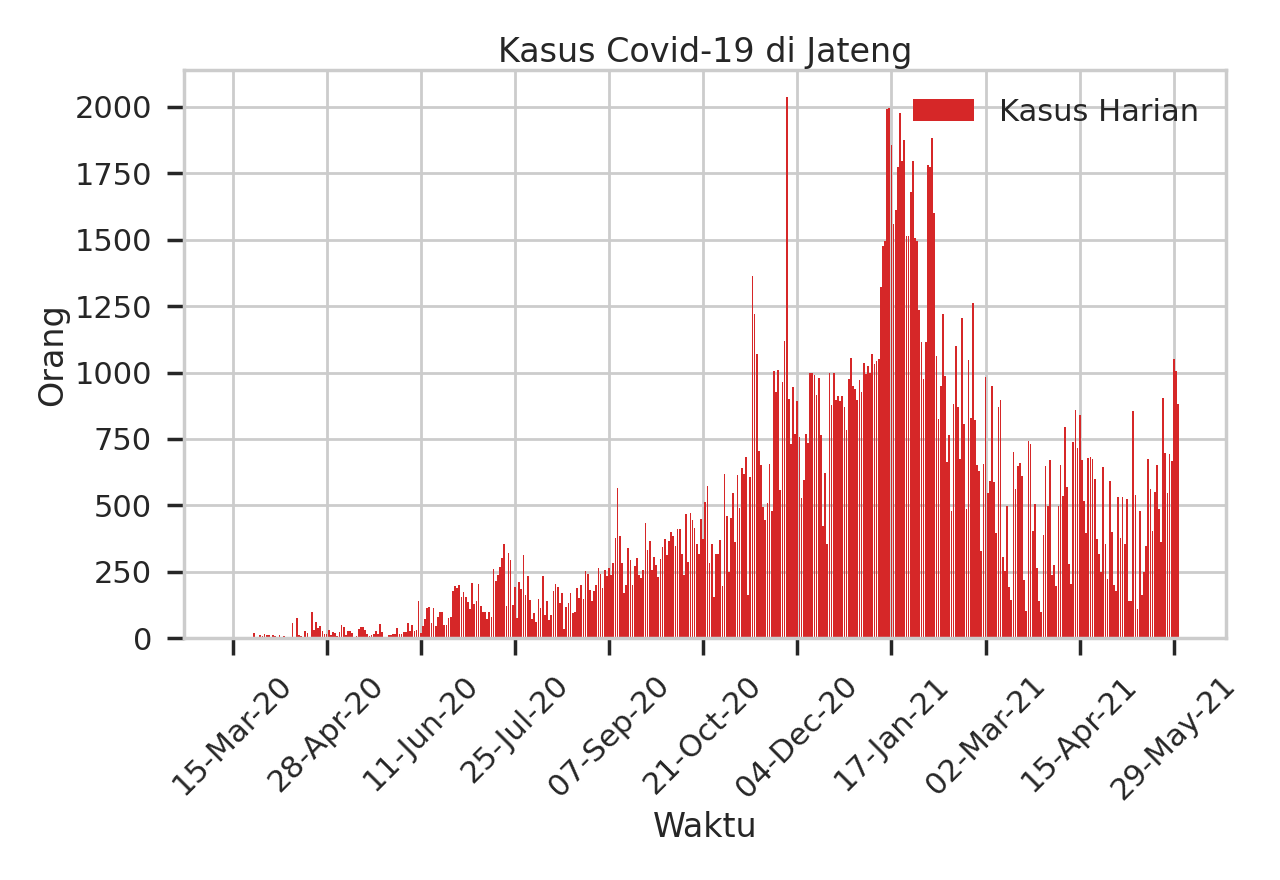 Kasus Covid-19 di Jateng
Kasus Harian
2000
1750
1500
1250
1000
750
500
250
0
Orang
15-Mar-20
28-Apr-20
11-Jun-20
25-Jul-20
07-Sep-20
21-Oct-20
04-Dec-20
17-Jan-21
02-Mar-21
15-Apr-21
29-May-21
Waktu